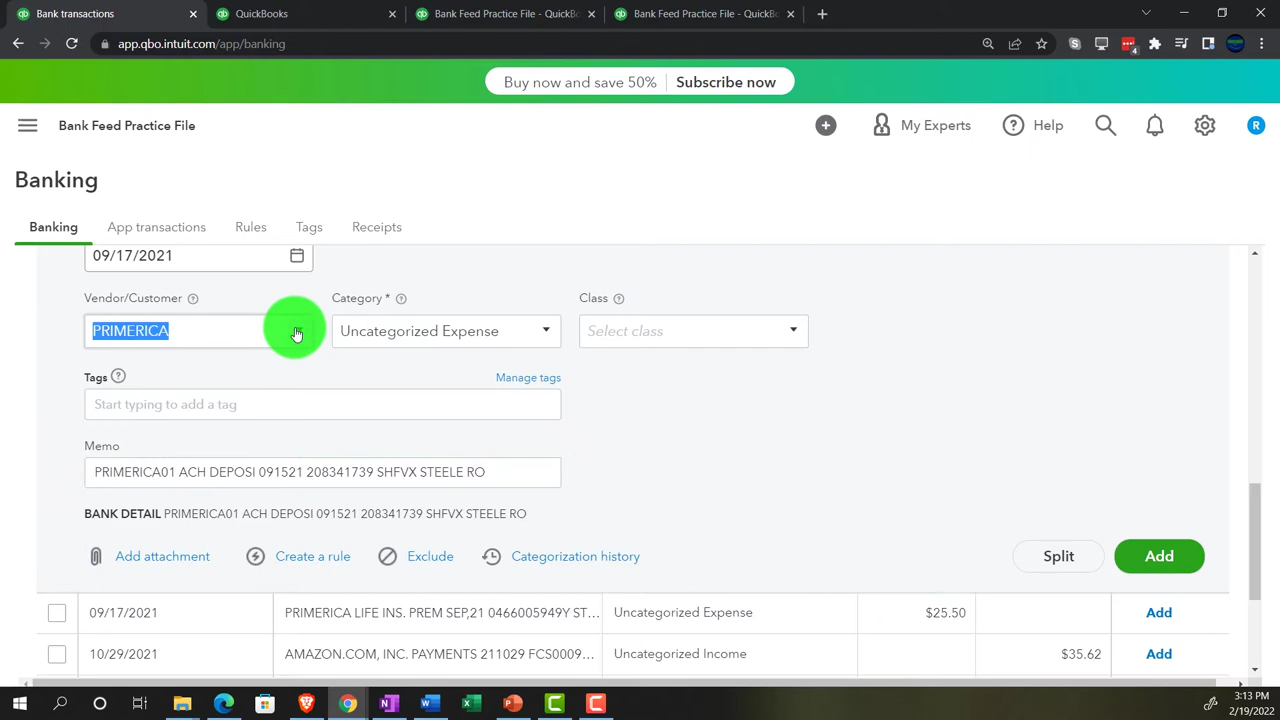 Bank transactions
QuickBooks
Bank Feed Practice File - QuickBo
Bank Feed Practice File - QuickBo
app.qbo.intuit.com/app/banking
4
Buy now and save 50% Subscribe now
Bank Feed Practice File
My Experts
Help
R
Banking
Banking
App transactions
Rules
Tags
Receipts
09/17/2021
Vendor/Customer
Category *
Class
PRIMERICA
Uncategorized Expense
Select class
Tags
Manage tags
Start typing to add a tag
Memo
PRIMERICA01 ACH DEPOSI 091521 208341739 SHFVX STEELE RO
BANK DETAIL PRIMERICA01 ACH DEPOSI 091521 208341739 SHFVX STEELE RO
Add attachment
Create a rule
Exclude
Categorization history
Split
Add
09/17/2021 PRIMERICA LIFE INS. PREM SEP,21 0466005949Y ST... Uncategorized Expense $25.50 Add
10/29/2021 AMAZON.COM, INC. PAYMENTS 211029 FCS0009... Uncategorized Income $35.62 Add
3:13 PM
2/19/2022